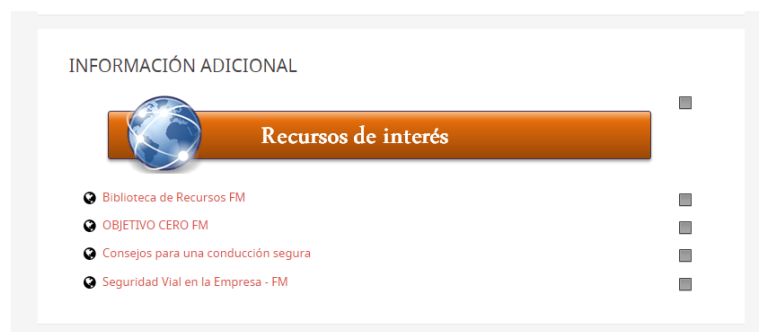 INFORMACIÓN ADICIONAL
Recursos de interés
Biblioteca de Recursos FM
OBJETIVO CERO FM
Consejos para una conducción segura
Seguridad Vial en la Empresa - FM